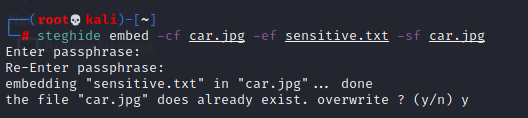 (root💀kali)-[~]
# steghide embed -cf car.jpg -ef sensitive.txt -sf car.jpg
Enter passphrase:
Re-Enter passphrase:
embedding "sensitive.txt" in "car.jpg"... done
the file "car.jpg" does already exist. overwrite ? (y/n) y